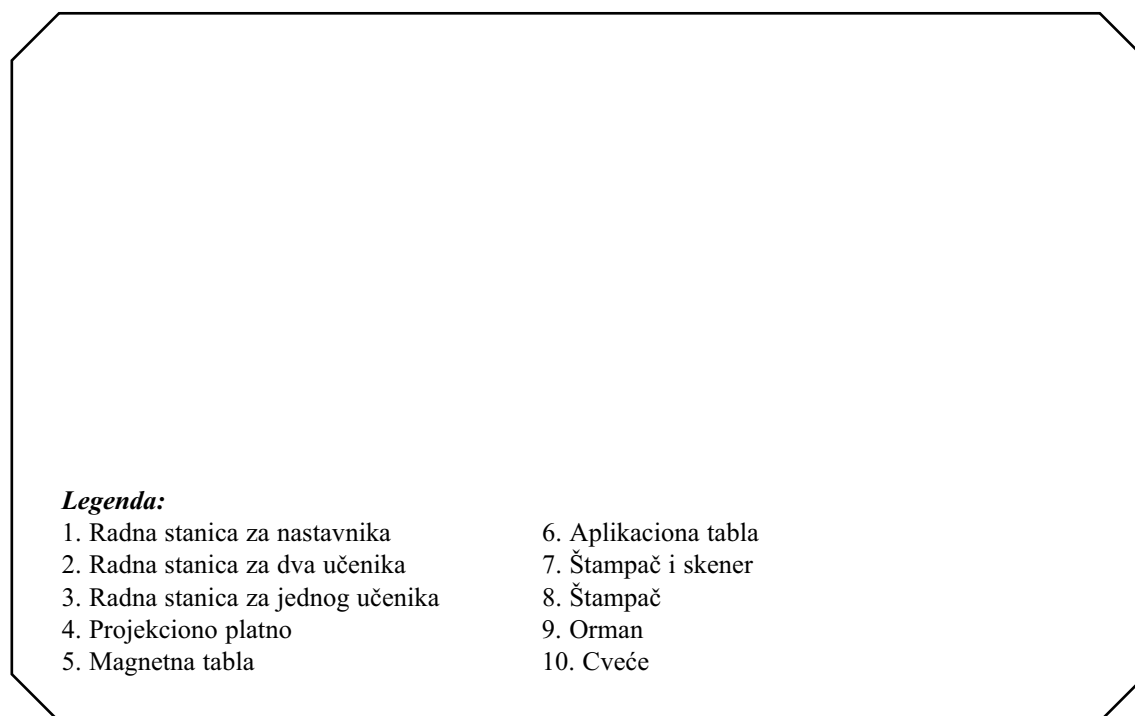 Legenda:
1. Radna stanica za nastavnika
2. Radna stanica za dva učenika
3. Radna stanica za jednog učenika
4. Projekciono platno
5. Magnetna tabla
6. Aplikaciona tabla
7. Štampač i skener
8. Štampač
9. Orman
10. Cveće